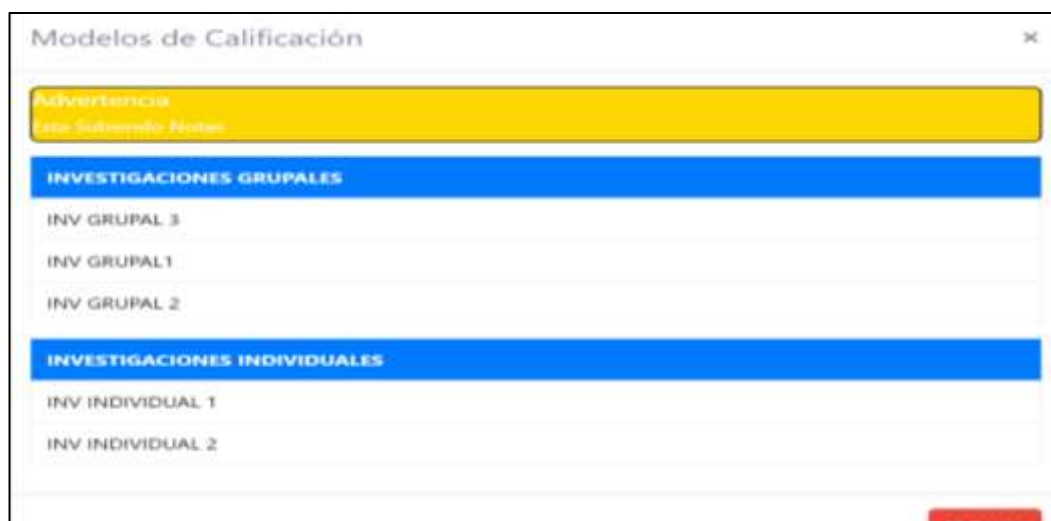 Modelos de Calificación
×
Advertencia
Esta Subiendo Notas
INVESTIGACIONES GRUPALES
INV GRUPAL 3
INV GRUPAL1
INV GRUPAL 2
INVESTIGACIONES INDIVIDUALES
INV INDIVIDUAL 1
INV INDIVIDUAL 2